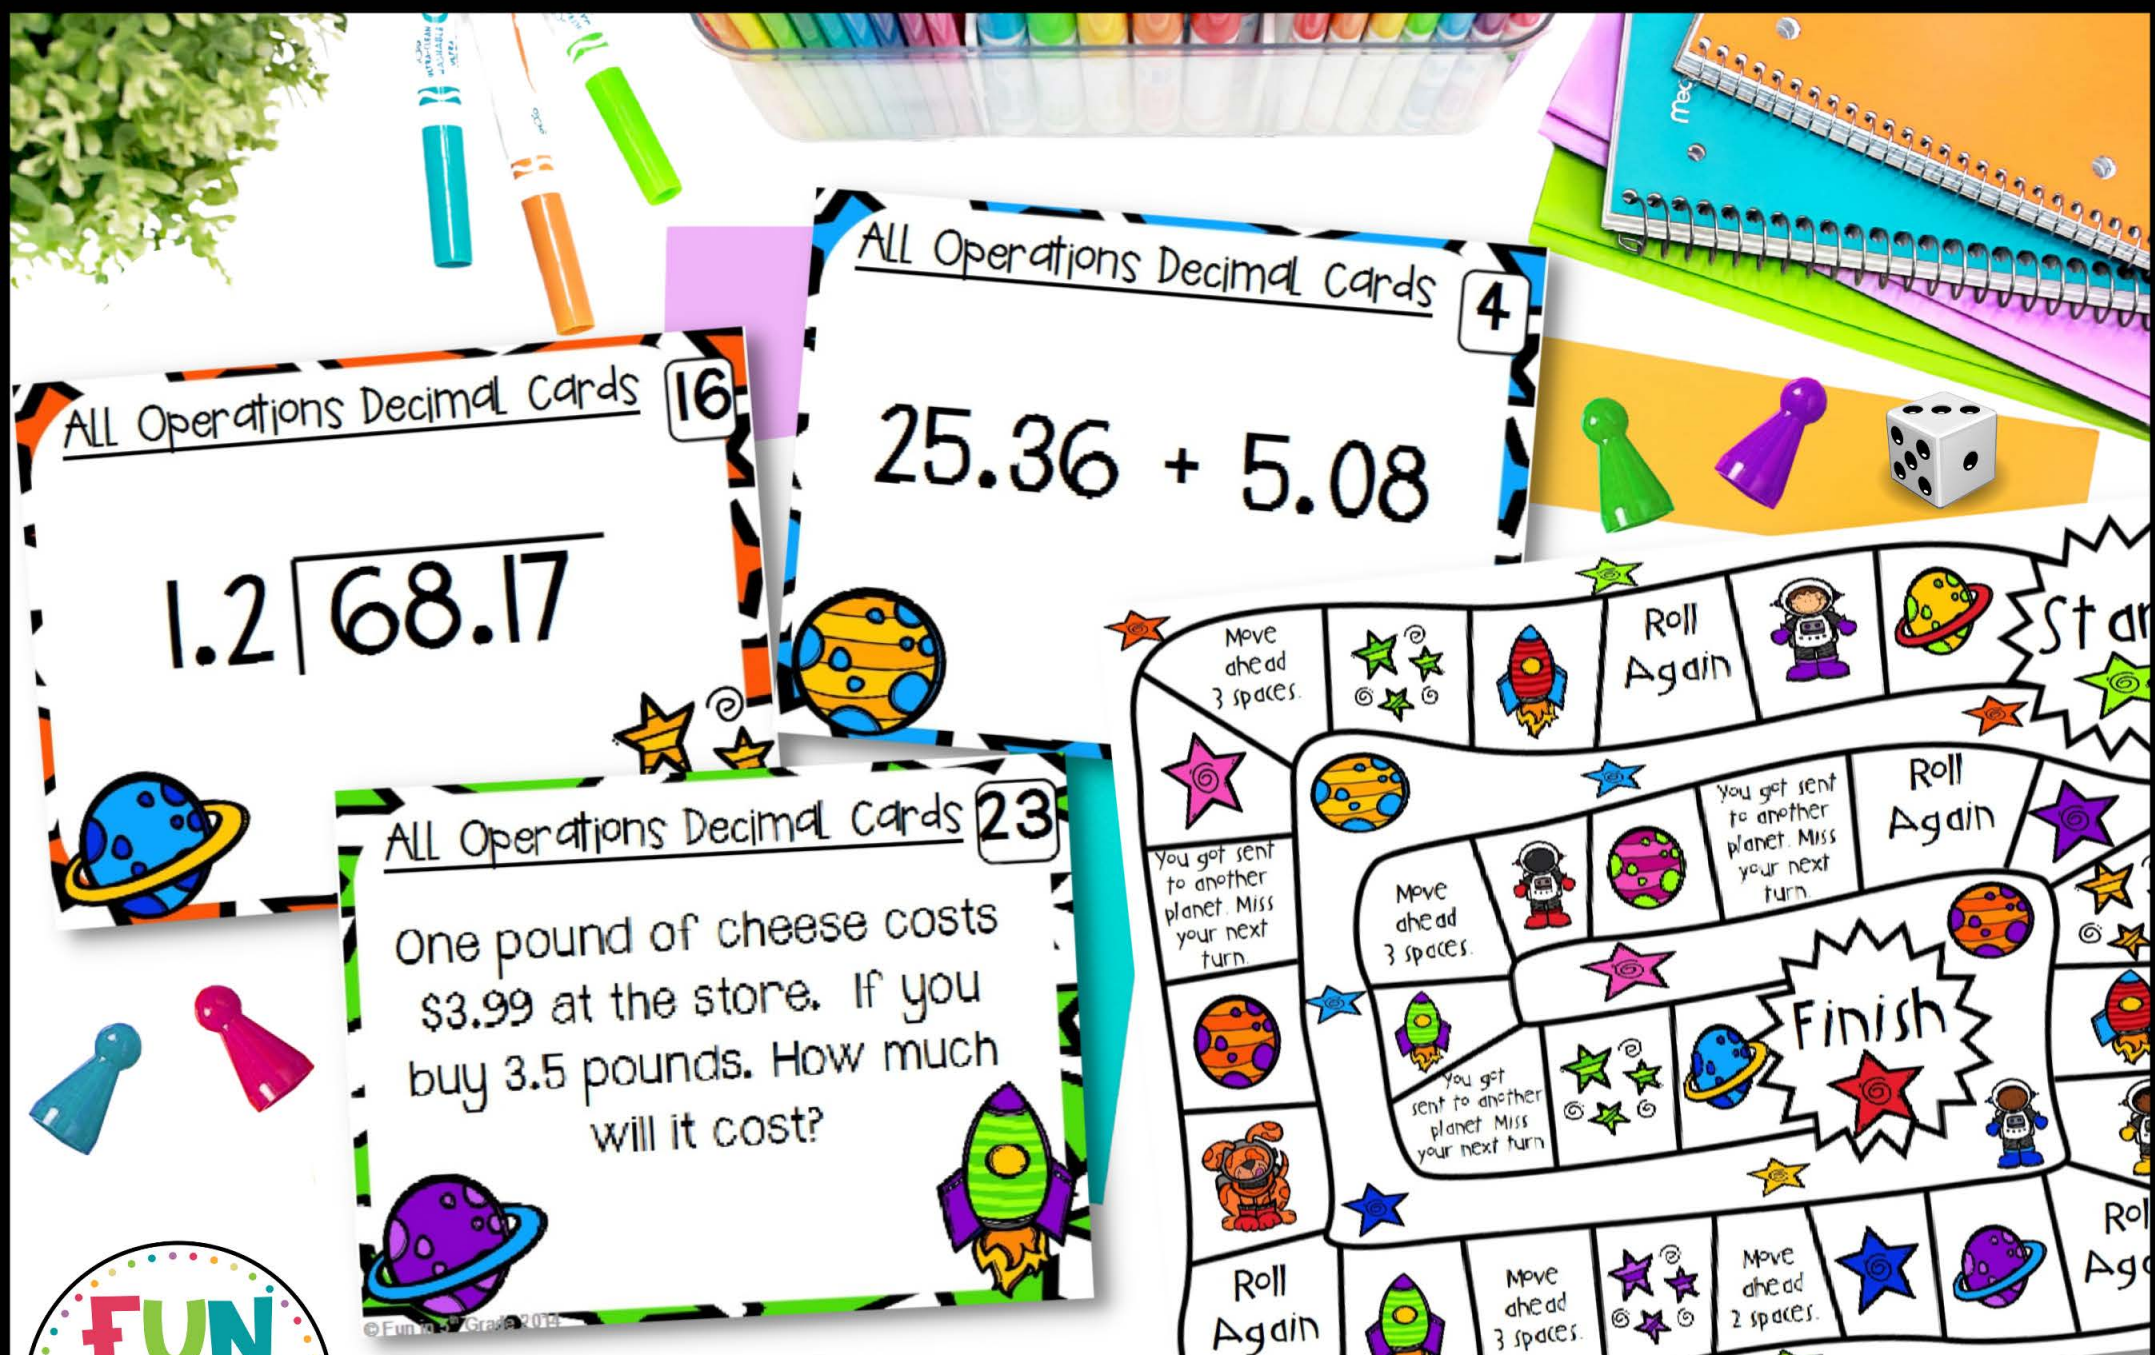 ALL Operations Decimal Cards
4
25.36 + 5.08
ALL Operations Decimal Cards
16
1.2 68.17
ALL Operations Decimal Cards
23
One pound of cheese costs
$3.99 at the store. If you
buy 3.5 pounds. How much
will it cost?
© Fun in 5th Grade 2014
Move
ahead
3 spaces.
Roll
Again
You got sent
to another
planet. Miss
your next
turn.
Roll
Again
Move
ahead
3 spaces.
Move
ahead
2 spaces.
Move
ahead
3 spaces.
You got sent
to another
planet. Miss
your next
turn.
Roll
Again
You got
sent to another
planet Miss
your next turn
Finish
FUN